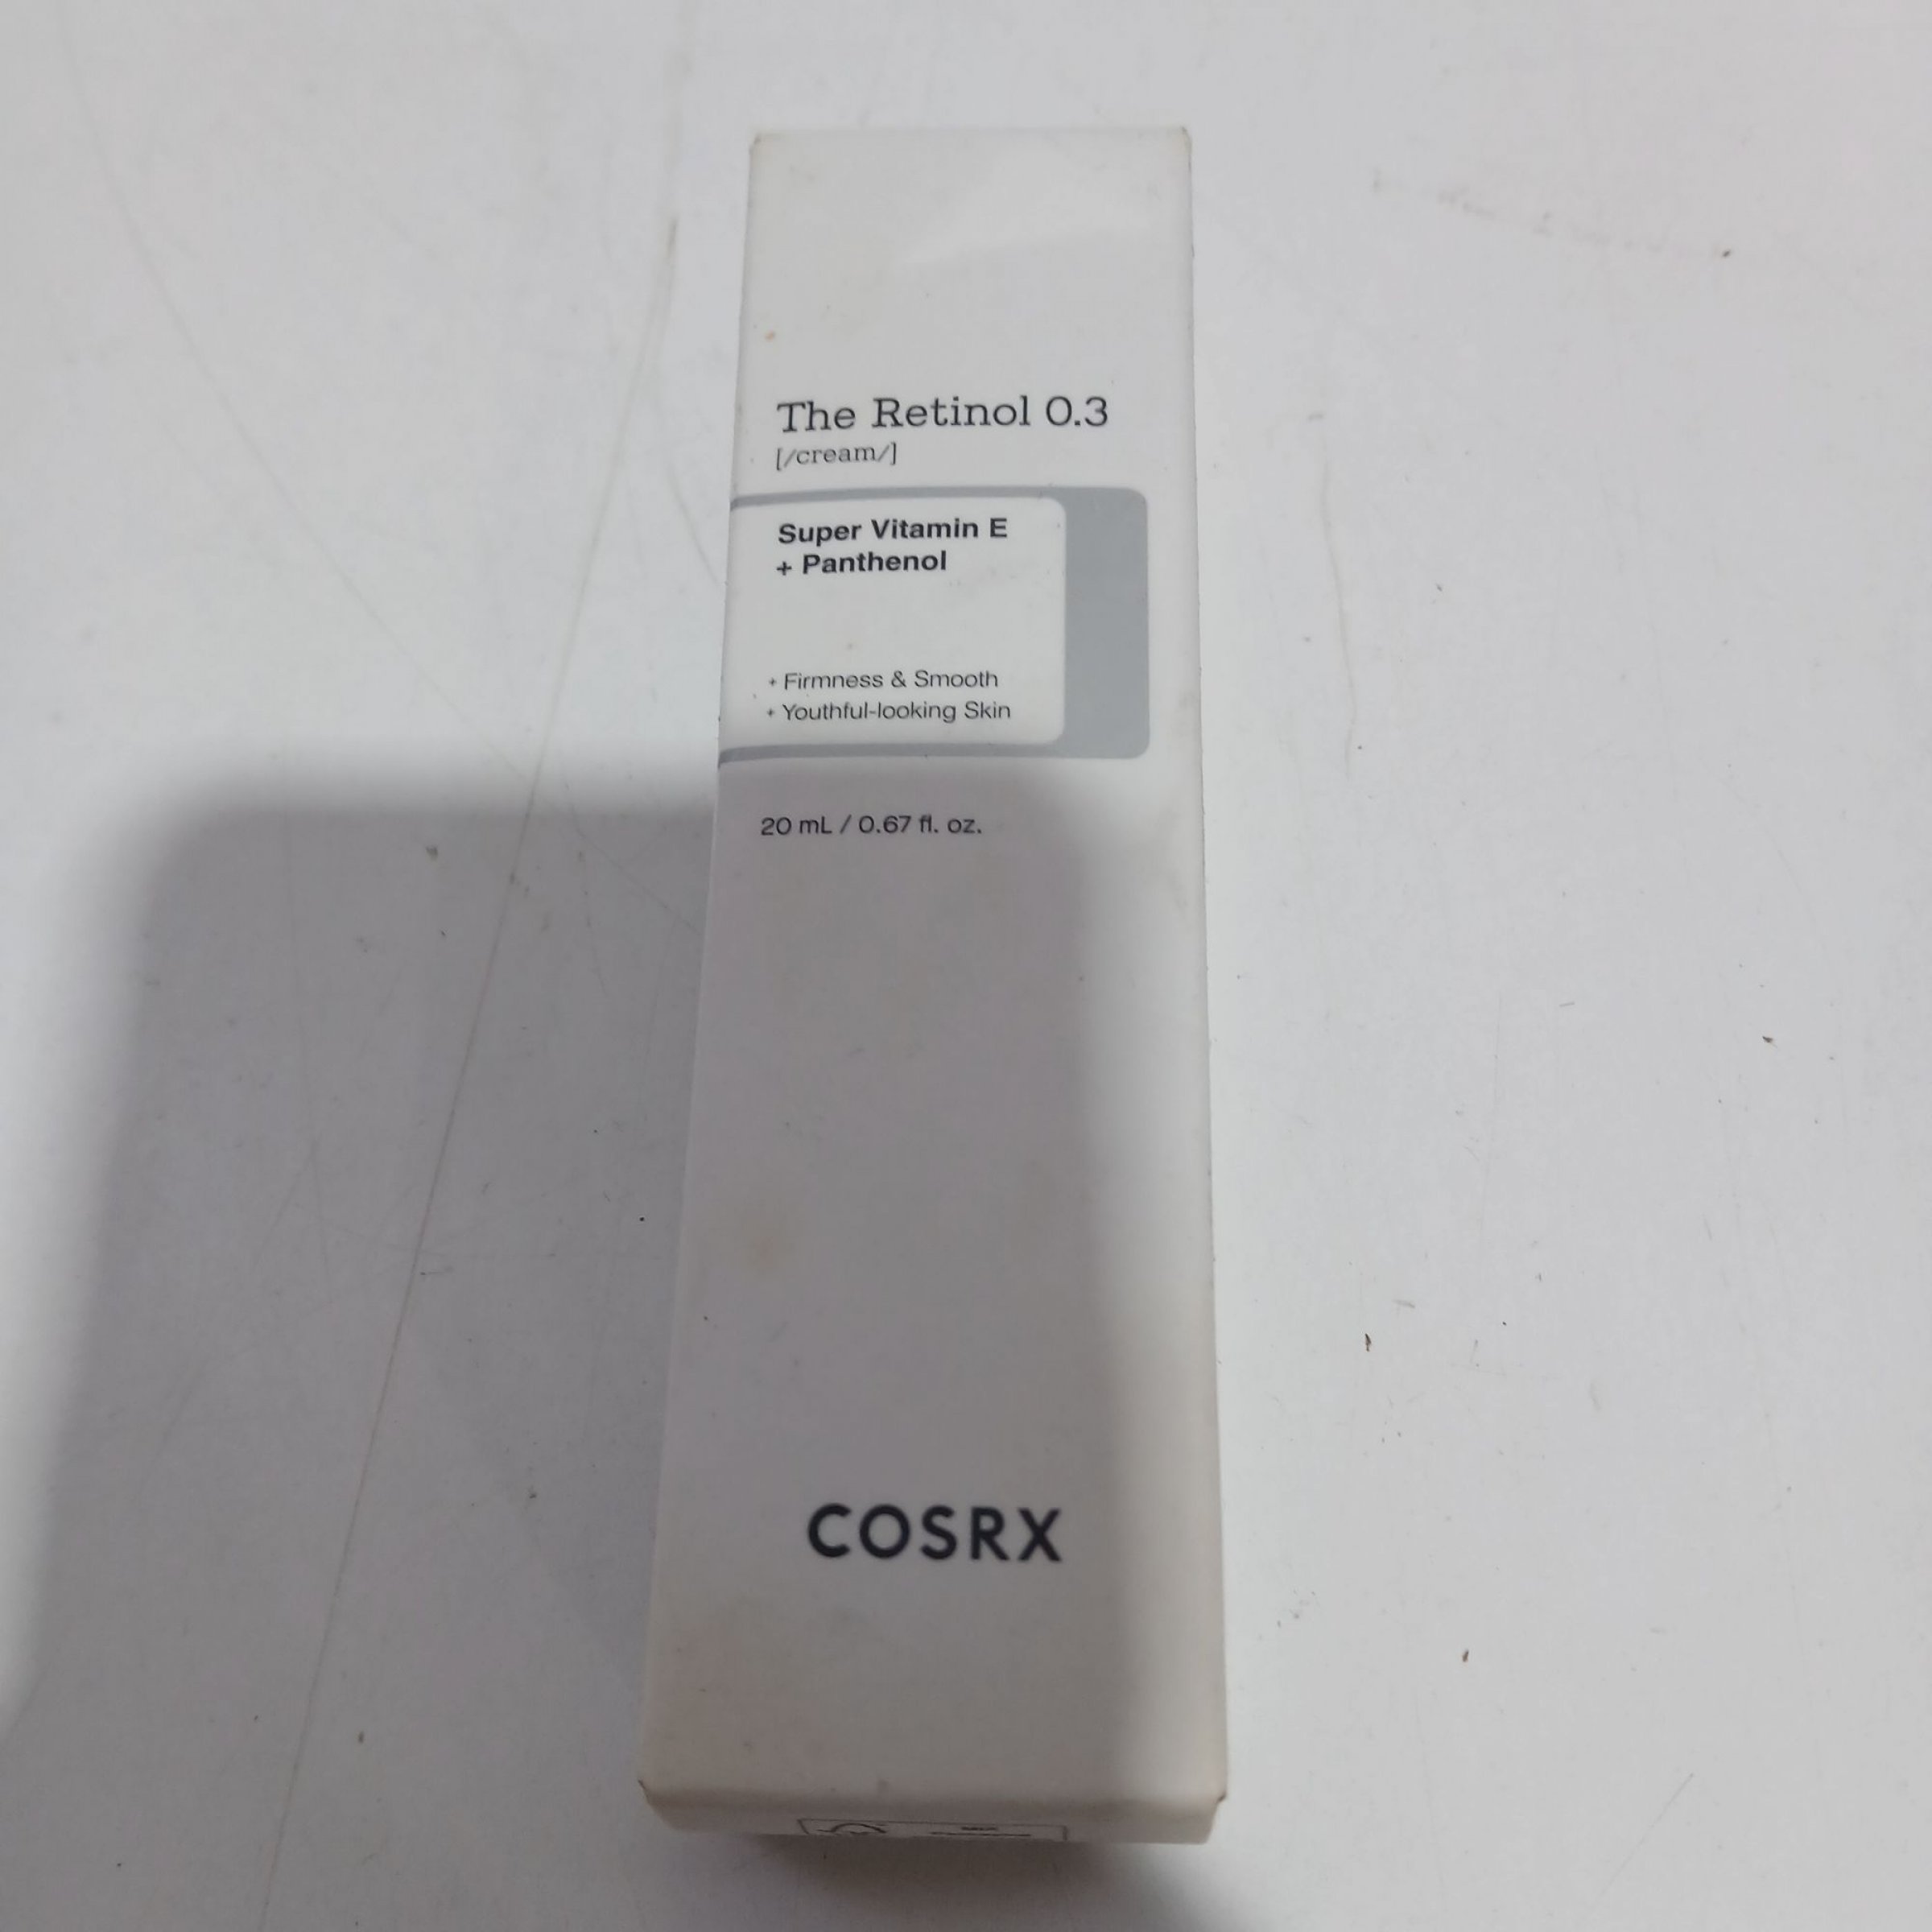 The Retinol 0.3
[/cream/]
Super Vitamin E
+ Panthenol
+ Firmness & Smooth
+ Youthful-looking Skin
20 mL / 0.67 fl. oz.
COSRX